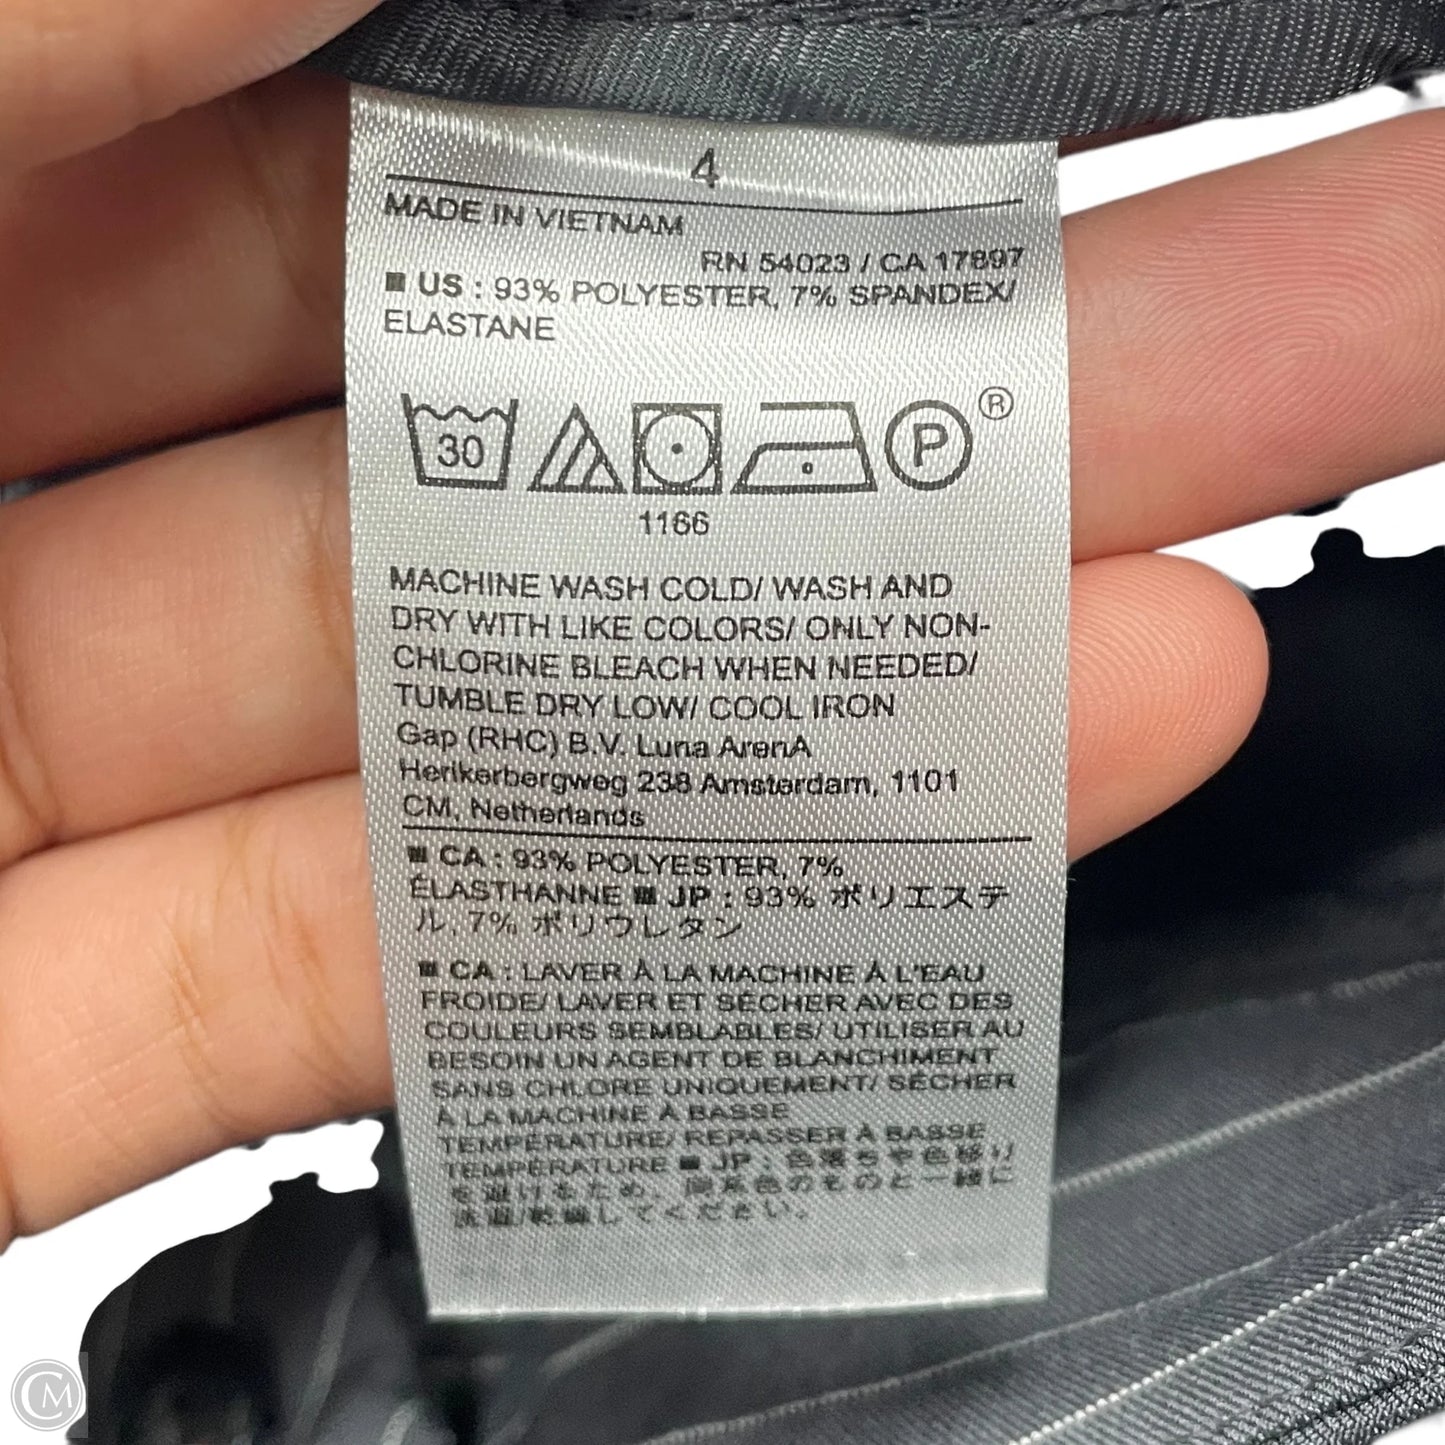 4
MADE IN VIETNAM
RN 54023 / CA 17897
■ US : 93% POLYESTER, 7% SPANDEX/
ELASTANE
30 P ®
1166
MACHINE WASH COLD/ WASH AND
DRY WITH LIKE COLORS/ ONLY NON-
CHLORINE BLEACH WHEN NEEDED/
TUMBLE DRY LOW/ COOL IRON
Gap (RHC) B.V. Luna ArenA
Herikerbergweg 238 Amsterdam, 1101
CM, Netherlands
■ CA : 93% POLYESTER, 7%
ÉLASTHANNE ■ JP : 93% ポリエステ
ル, 7% ポリウレタン
■ CA : LAVER À LA MACHINE À L'EAU
FROIDE/ LAVER ET SÉCHER AVEC DES
COULEURS SEMBLABLES/ UTILISER AU
BESOIN UN AGENT DE BLANCHIMENT
SANS CHLORE UNIQUEMENT/ SÉCHER
À LA MACHINE À BASSE
TEMPÉRATURE/ REPASSER À BASSE
TEMPÉRATURE ■ JP : 色落ちや色移り
を避けるため、同系色のものと一緒に
洗濯/乾燥してください。
CM